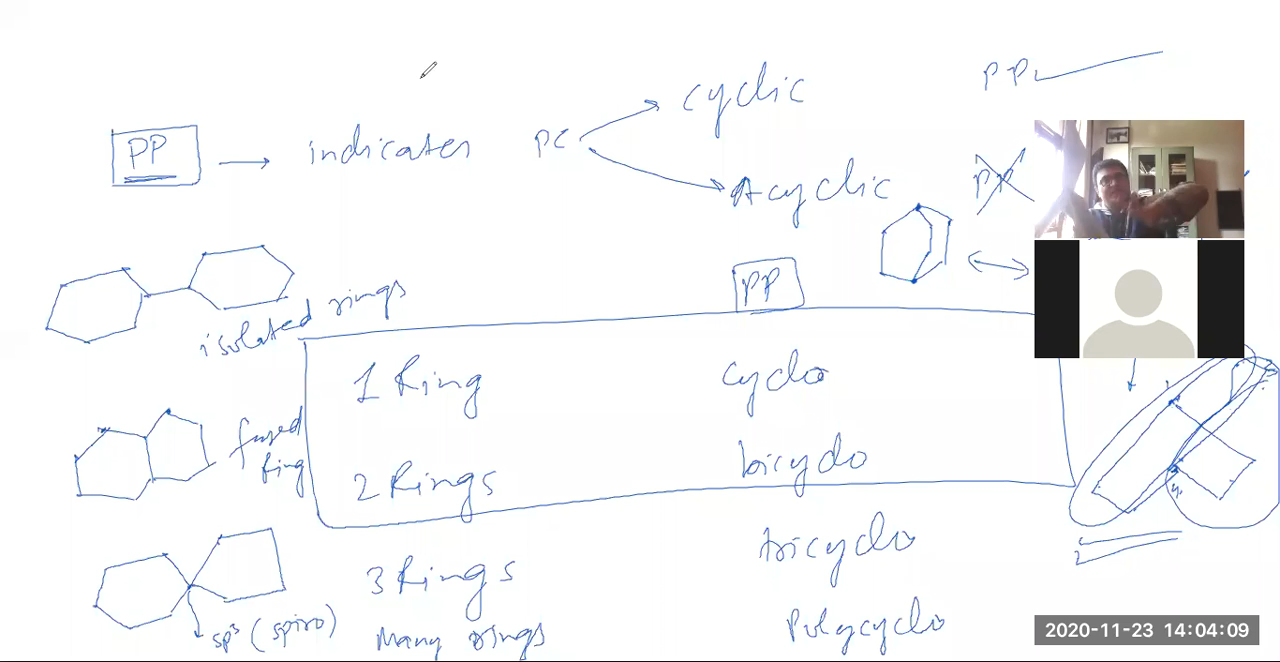 cyclic
PP
PP → indicates PC
Acyclic
PP
isolated rings
PP
1 Ring cyclo
fused
ring
2 Rings bicyclo
3 Rings tricyclo
sp³ (spiro)
Many rings Polycyclo
2020-11-23 14:04:09